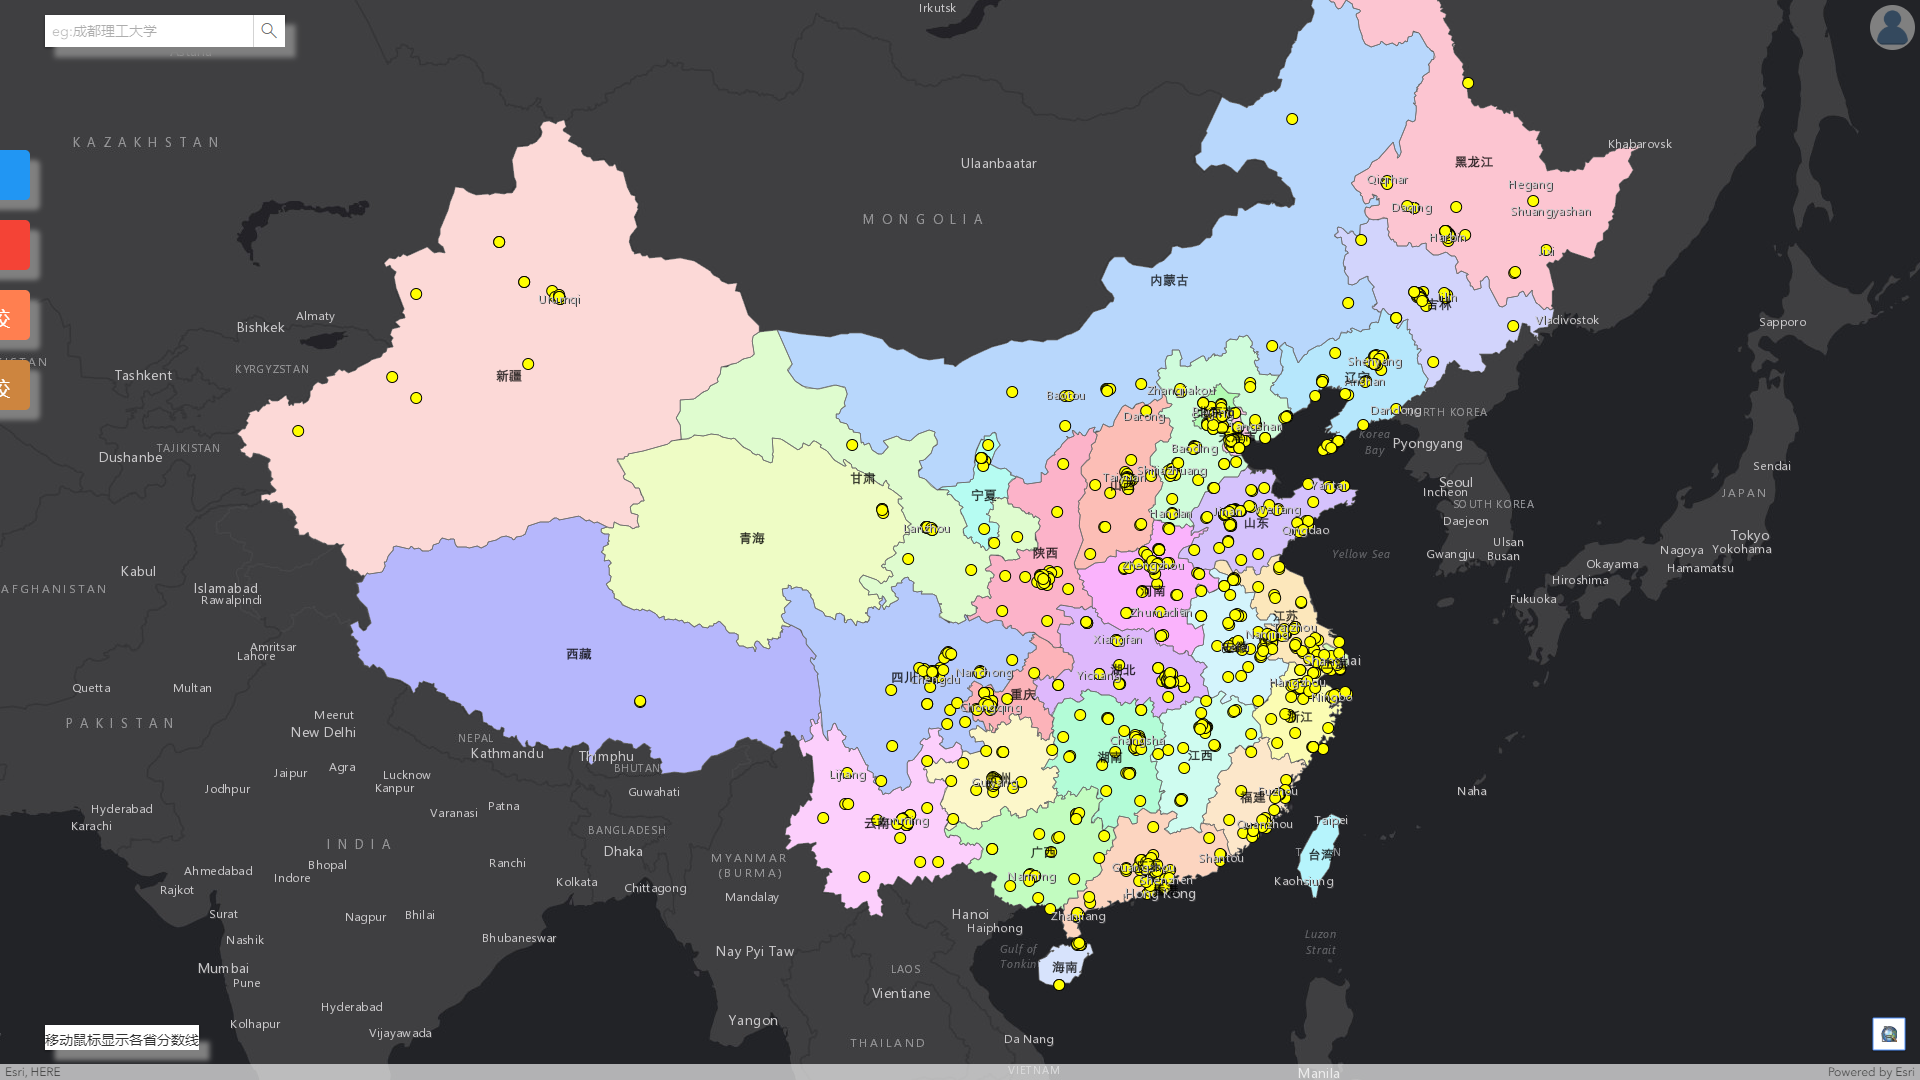 Irkutsk
eg:成都理工大学
KAZAKHSTAN
Khabarovsk
Ulaanbaatar
黑龙江
Qiqihar
Hegang
Daqing
Shuangyashan
MONGOLIA
Harbin
Jixi
内蒙古
Urumqi
吉林
Almaty
Bishkek
Vladivostok
Sapporo
校
KYRGYZSTAN
Shenyang
Tashkent
新疆
辽宁
Anshan
校
Baotou
Zhangjiakou
Datong
Dandong
NORTH KOREA
Tangshan
Korea
Bay
Pyongyang
TAJIKISTAN
Baoding
Dushanbe
Shijiazhuang
Sendai
甘肃
Taiyuan
山西
Yantai
Seoul
Incheon
JAPAN
宁夏
SOUTH KOREA
Handan
Jinan
Weifang
山东
Daejeon
Lanzhou
Qingdao
Tokyo
青海
Ulsan
Nagoya
Yokohama
陕西
Yellow Sea
Gwangju
Busan
Okayama
Hamamatsu
Zhengzhou
Kabul
Hiroshima
AFGHANISTAN
Islamabad
河南
Rawalpindi
Fukuoka
Zhumadian
江苏
Taizhou
Nanjing
Xiangfan
Amritsar
Lahore
西藏
安徽
湖北
四川
Chengdu
Nanchong
Yichang
Hangzhou
Quetta
Multan
重庆
Ningbo
Chongqing
浙江
Meerut
PAKISTAN
New Delhi
NEPAL
Kathmandu
Thimphu
Changsha
湖南
江西
BHUTAN
Jaipur
Agra
Lucknow
Lijiang
Guiyang
Jodhpur
Kanpur
Guwahati
Naha
福建
Fuzhou
Hyderabad
Varanasi
Patna
Karachi
云南
Kunming
Quanzhou
Taipei
BANGLADESH
INDIA
Dhaka
广西
台湾
MYANMAR
(BURMA)
Shantou
Bhopal
Ranchi
Ahmedabad
Indore
Kolkata
Chittagong
Nanning
Shenzhen
Kaohsiung
Rajkot
Mandalay
Hong Kong
Surat
Nagpur
Bhilai
Hanoi
Zhanjiang
Haiphong
Nashik
Bhubaneswar
Luzon
Strait
Gulf of
Tonkin
Nay Pyi Taw
Mumbai
LAOS
海南
Pune
Vientiane
Hyderabad
Kolhapur
Yangon
Vijayawada
移动鼠标显示各省分数线
THAILAND
Da Nang
VIETNAM
Manila
Esri, HERE
Powered by Esri